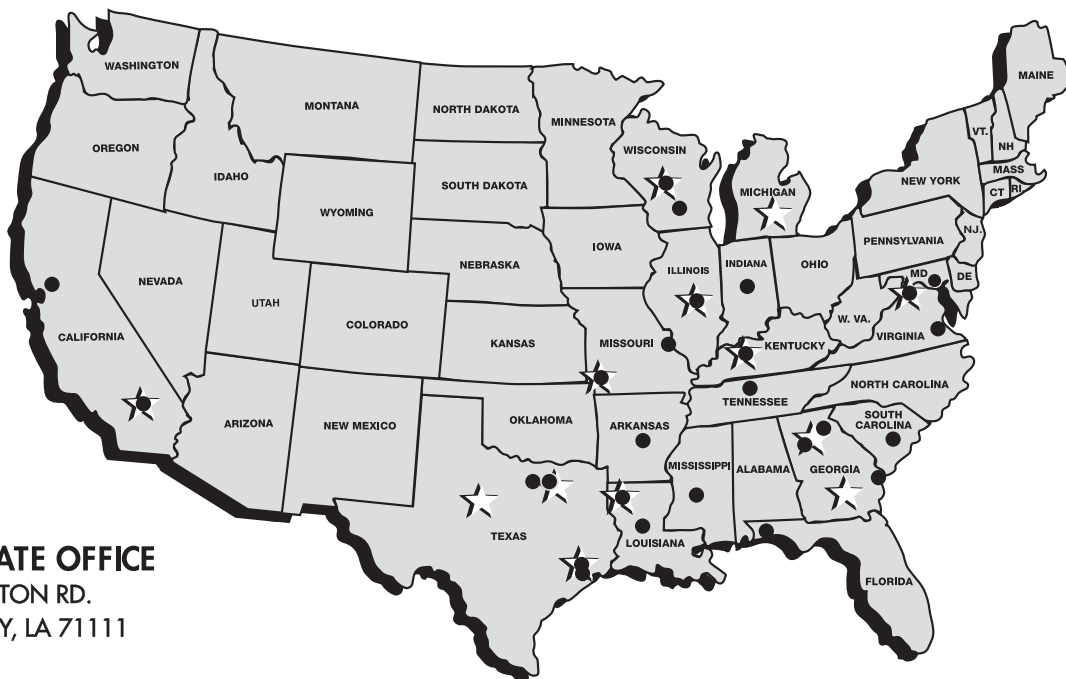 WASHINGTON
MONTANA
NORTH DAKOTA
MINNESOTA
MAINE
VT.
NH
OREGON
IDAHO
WISCONSIN
MASS
CT
RI
SOUTH DAKOTA
MICHIGAN
NEW YORK
WYOMING
IOWA
PENNSYLVANIA
N.J.
NEVADA
NEBRASKA
ILLINOIS
INDIANA
OHIO
MD
DE
UTAH
COLORADO
CALIFORNIA
KANSAS
MISSOURI
KENTUCKY
W. VA.
VIRGINIA
ARIZONA
NEW MEXICO
OKLAHOMA
ARKANSAS
TENNESSEE
NORTH CAROLINA
SOUTH
CAROLINA
MISSISSIPPI
ALABAMA
GEORGIA
TEXAS
LOUISIANA
FLORIDA
ATE OFFICE
TON RD.
Y, LA 71111